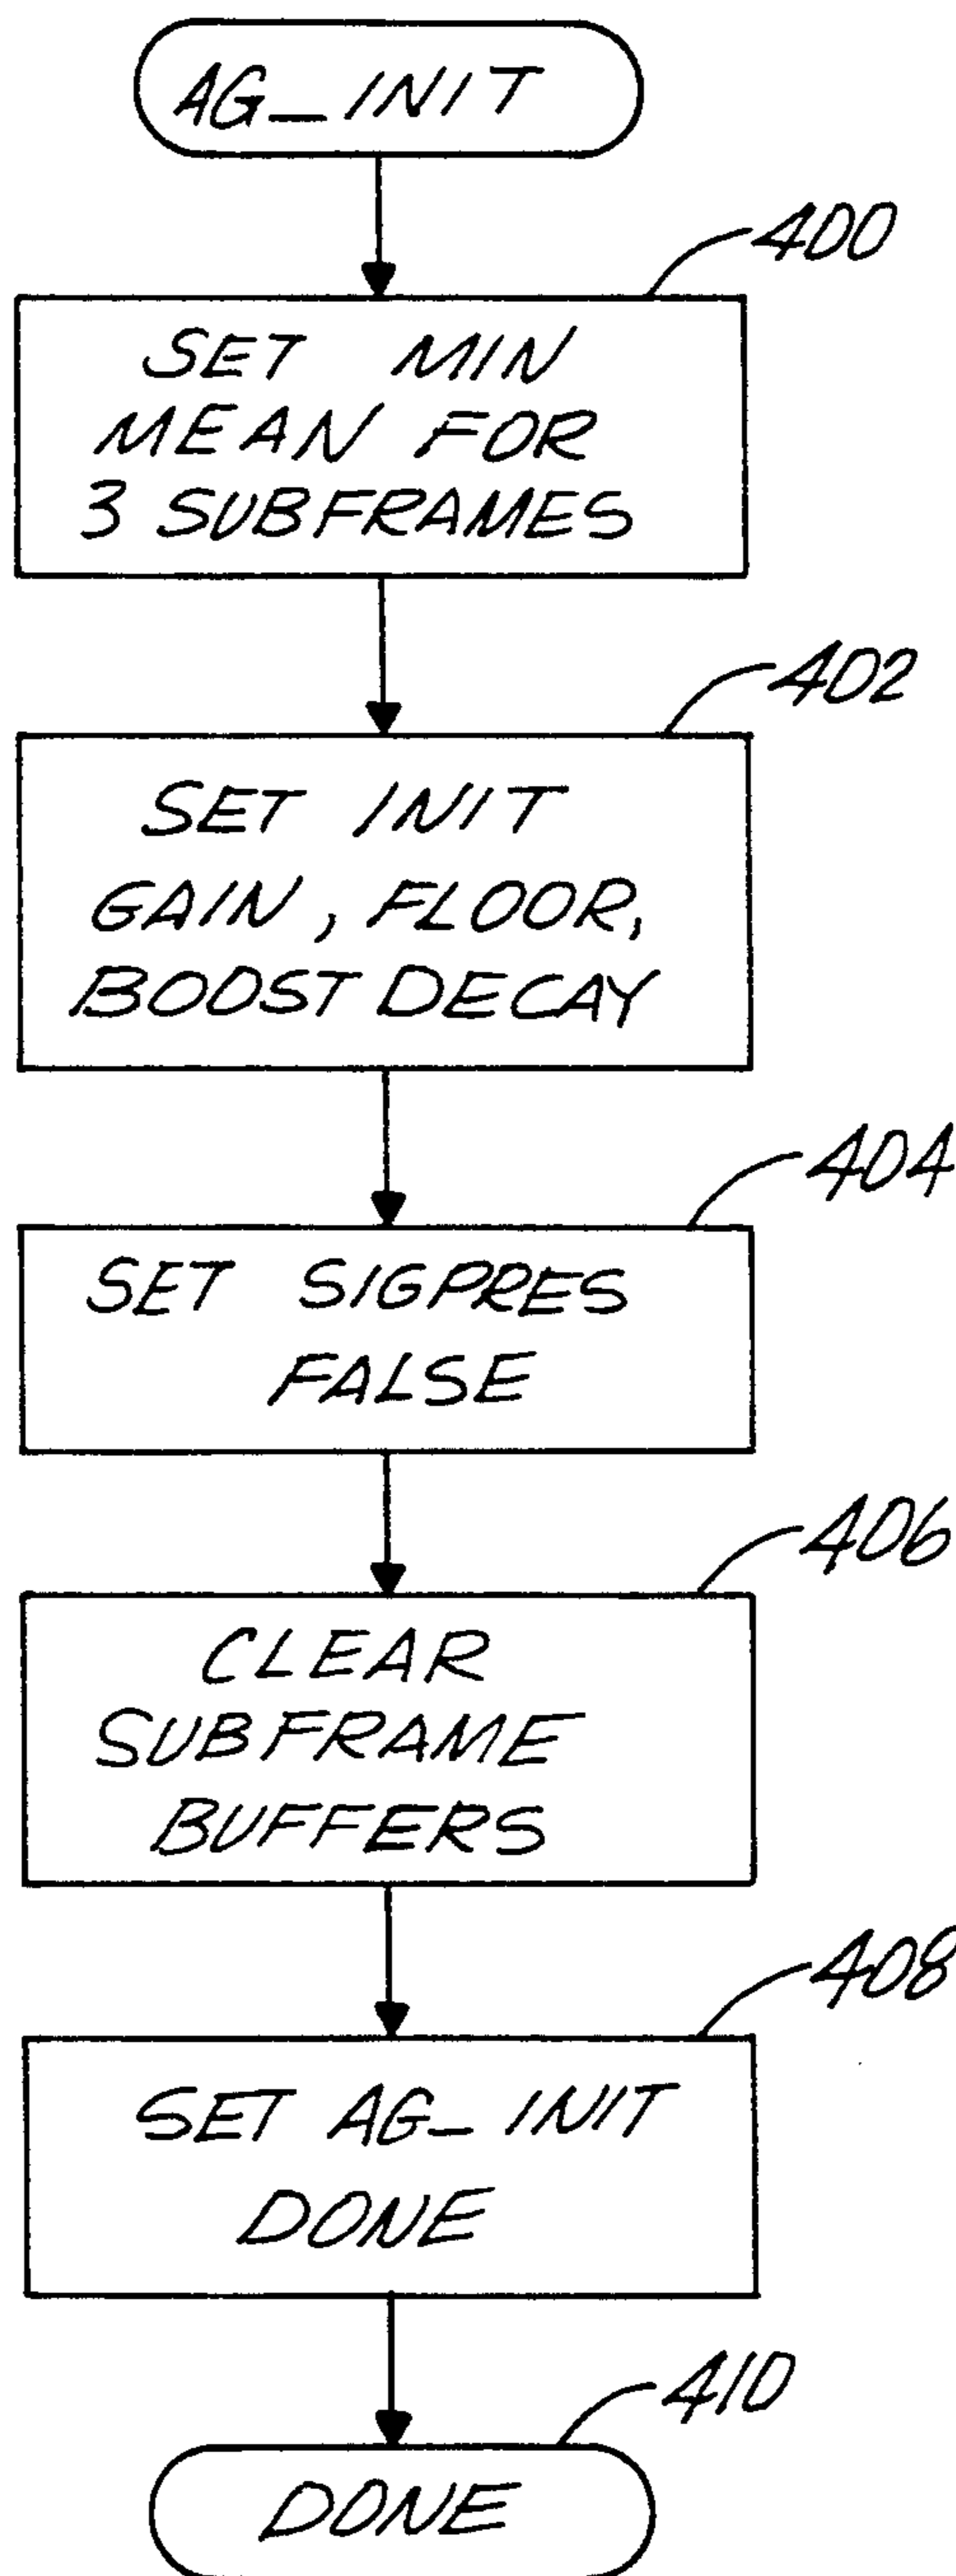 AG_INIT
400
SET MIN
MEAN FOR
3 SUBFRAMES
402
SET INIT
GAIN, FLOOR,
BOOST DECAY
404
SET SIGPRES
FALSE
406
CLEAR
SUBFRAME
BUFFERS
408
SET AG_INIT
DONE
410
DONE